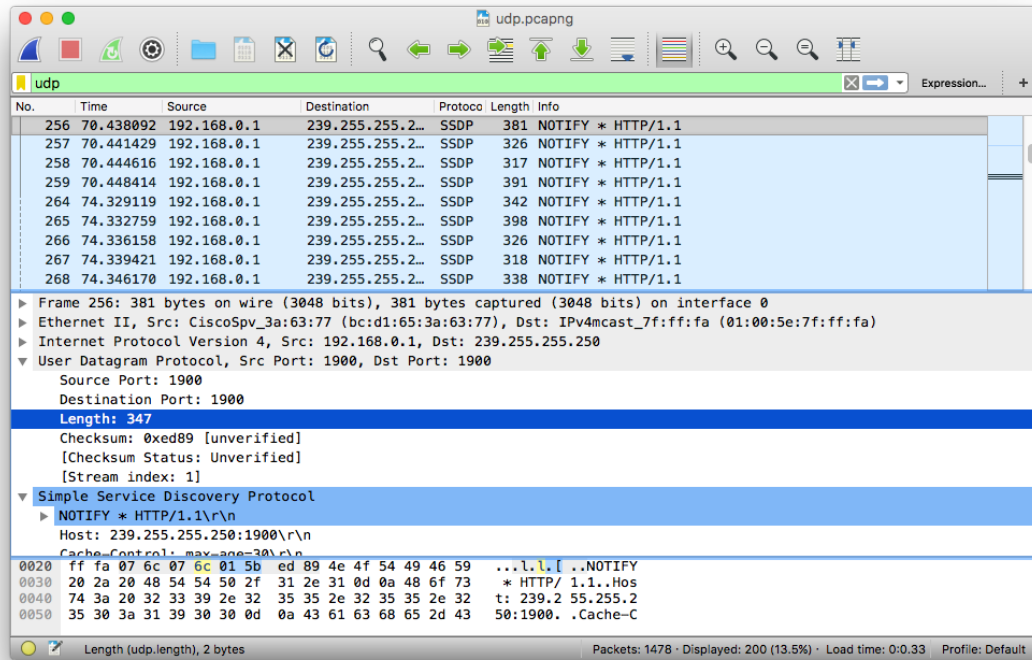 udp.pcapng
udp
Expression...
+
No. Time Source Destination Protoco Length Info
256 70.438092 192.168.0.1 239.255.255.2… SSDP 381 NOTIFY * HTTP/1.1
257 70.441429 192.168.0.1 239.255.255.2… SSDP 326 NOTIFY * HTTP/1.1
258 70.444616 192.168.0.1 239.255.255.2… SSDP 317 NOTIFY * HTTP/1.1
259 70.448414 192.168.0.1 239.255.255.2… SSDP 391 NOTIFY * HTTP/1.1
264 74.329119 192.168.0.1 239.255.255.2… SSDP 342 NOTIFY * HTTP/1.1
265 74.332759 192.168.0.1 239.255.255.2… SSDP 398 NOTIFY * HTTP/1.1
266 74.336158 192.168.0.1 239.255.255.2… SSDP 326 NOTIFY * HTTP/1.1
267 74.339421 192.168.0.1 239.255.255.2… SSDP 318 NOTIFY * HTTP/1.1
268 74.346170 192.168.0.1 239.255.255.2… SSDP 338 NOTIFY * HTTP/1.1
Frame 256: 381 bytes on wire (3048 bits), 381 bytes captured (3048 bits) on interface 0
Ethernet II, Src: CiscoSpv_3a:63:77 (bc:d1:65:3a:63:77), Dst: IPv4mcast_7f:ff:fa (01:00:5e:7f:ff:fa)
Internet Protocol Version 4, Src: 192.168.0.1, Dst: 239.255.255.250
User Datagram Protocol, Src Port: 1900, Dst Port: 1900
Source Port: 1900
Destination Port: 1900
Length: 347
Checksum: 0xed89 [unverified]
[Checksum Status: Unverified]
[Stream index: 1]
Simple Service Discovery Protocol
NOTIFY * HTTP/1.1\r\n
Host: 239.255.255.250:1900\r\n
Cache-Control: max-age=30\r\n
0020 ff fa 07 6c 07 6c 01 5b ed 89 4e 4f 54 49 46 59 ...l.l.[ ..NOTIFY
0030 20 2a 20 48 54 54 50 2f 31 2e 31 0d 0a 48 6f 73 * HTTP/ 1.1..Hos
0040 74 3a 20 32 33 39 2e 32 35 35 2e 32 35 35 2e 32 t: 239.2 55.255.2
0050 35 30 3a 31 39 30 30 0d 0a 43 61 63 68 65 2d 43 50:1900. .Cache-C
Length (udp.length), 2 bytes
Packets: 1478 · Displayed: 200 (13.5%) · Load time: 0:0.33
Profile: Default